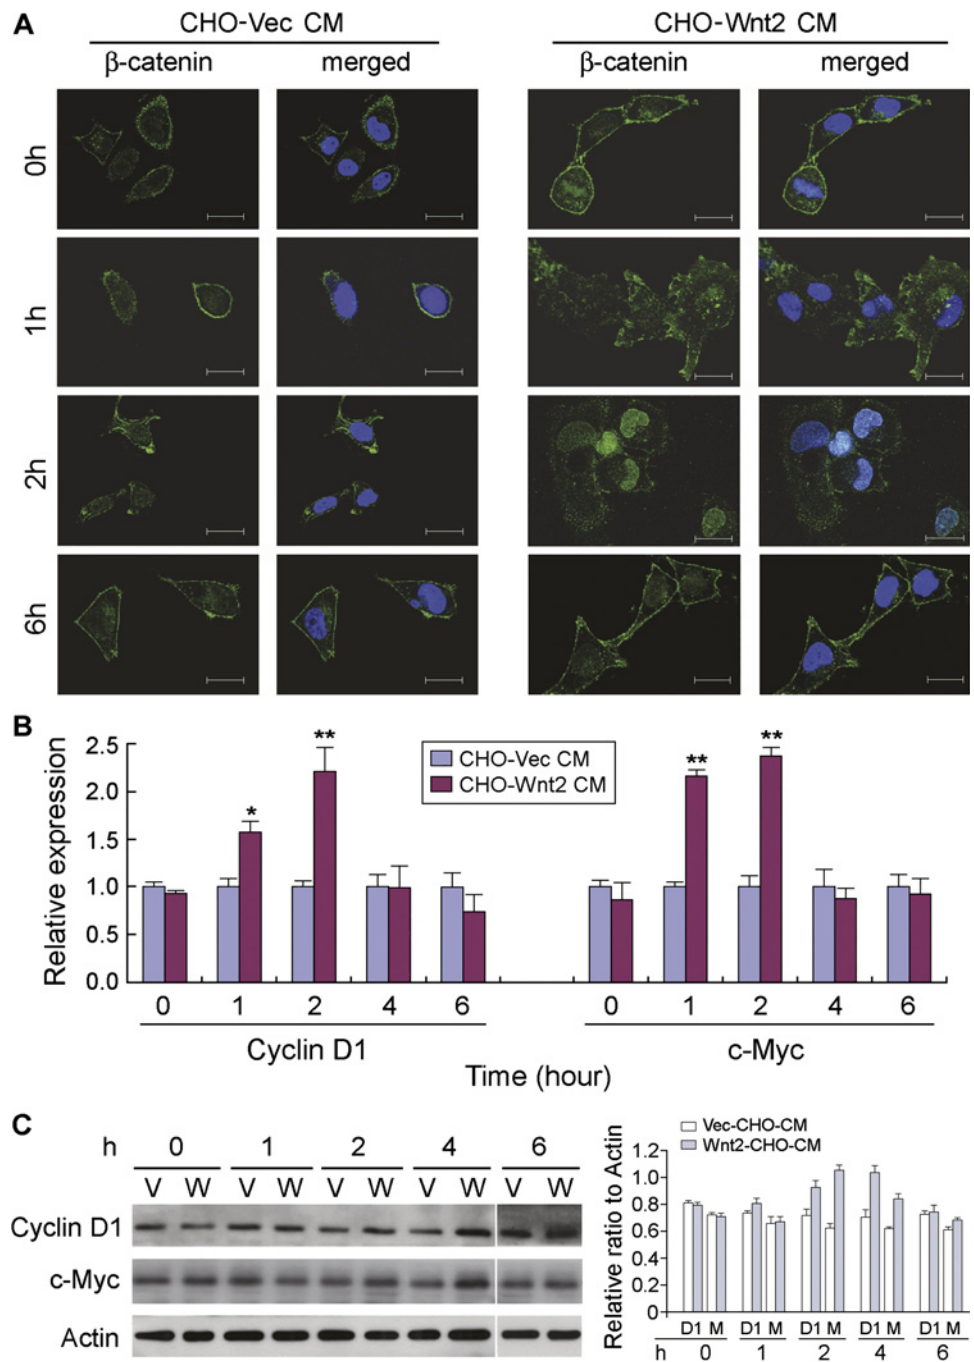 A
CHO-Vec CM
CHO-Wnt2 CM
β-catenin merged β-catenin merged
0h
1h
2h
6h
B
Relative expression
2.5
2.0
1.5
1.0
0.5
0.0
CHO-Vec CM
CHO-Wnt2 CM
* ** ** **
0 1 2 4 6 0 1 2 4 6
Cyclin D1 c-Myc
Time (hour)
C
h 0 1 2 4 6
V W V W V W V W V W
Cyclin D1
c-Myc
Actin
Vec-CHO-CM
Wnt2-CHO-CM
Relative ratio to Actin
1.2
1.0
0.8
0.6
0.4
0.2
0
D1 M D1 M D1 M D1 M D1 M
h 0 1 2 4 6